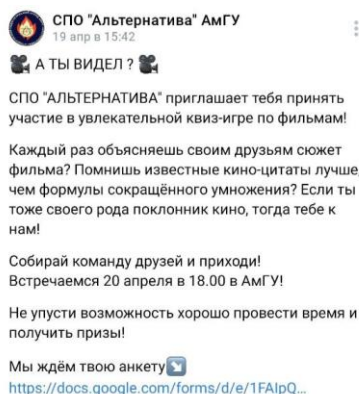 СПО "Альтернатива" АмГУ
19 апр в 15:42
🎥 А ТЫ ВИДЕЛ ? 🎥
СПО "АЛЬТЕРНАТИВА" приглашает тебя принять
участие в увлекательной квиз-игре по фильмам!
Каждый раз объясняешь своим друзьям сюжет
фильма? Помнишь известные кино-цитаты лучше,
чем формулы сокращённого умножения? Если ты
тоже своего рода поклонник кино, тогда тебе к
нам!
Собирай команду друзей и приходи!
Встречаемся 20 апреля в 18.00 в АмГУ!
Не упусти возможность хорошо провести время и
получить призы!
Мы ждём твою анкету↘
https://docs.google.com/forms/d/e/1FAIpQ...